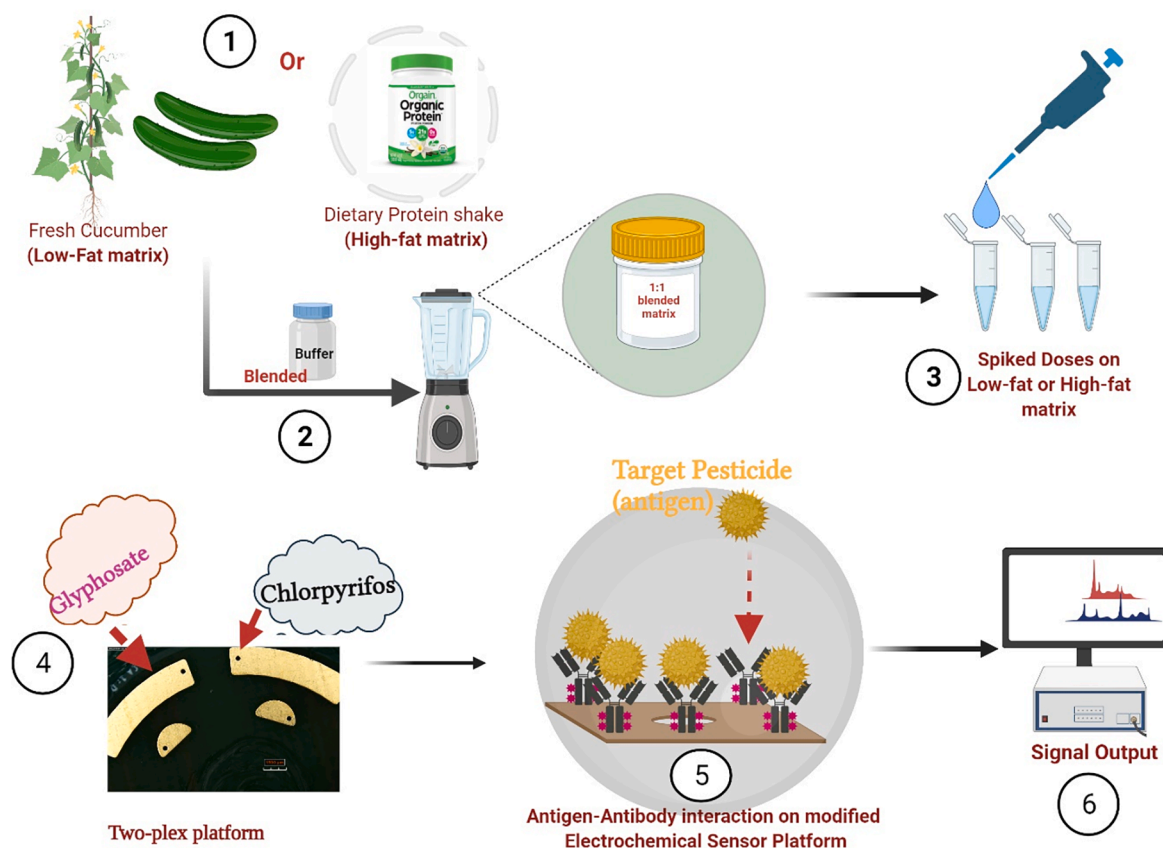 1
Or
Orgain
Organic
Protein
Fresh Cucumber
(Low-Fat matrix)
Dietary Protein shake
(High-fat matrix)
1:1
blended
matrix
Buffer
Blended
2
3
Spiked Doses on
Low-fat or High-fat
matrix
Target Pesticide
(antigen)
Glyphosate
Chlorpyrifos
4
Two-plex platform
5
Antigen-Antibody interaction on modified
Electrochemical Sensor Platform
Signal Output
6